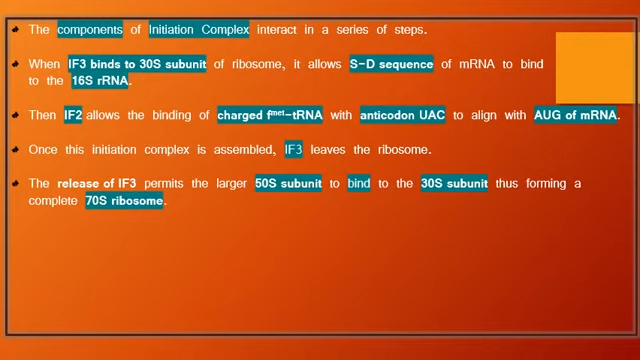 The components of Initiation Complex interact in a series of steps.
When IF3 binds to 30S subunit of ribosome, it allows S-D sequence of mRNA to bind
to the 16S rRNA.
Then IF2 allows the binding of charged fmet-tRNA with anticodon UAC to align with AUG of mRNA.
Once this initiation complex is assembled, IF3 leaves the ribosome.
The release of IF3 permits the larger 50S subunit to bind to the 30S subunit thus forming a
complete 70S ribosome.